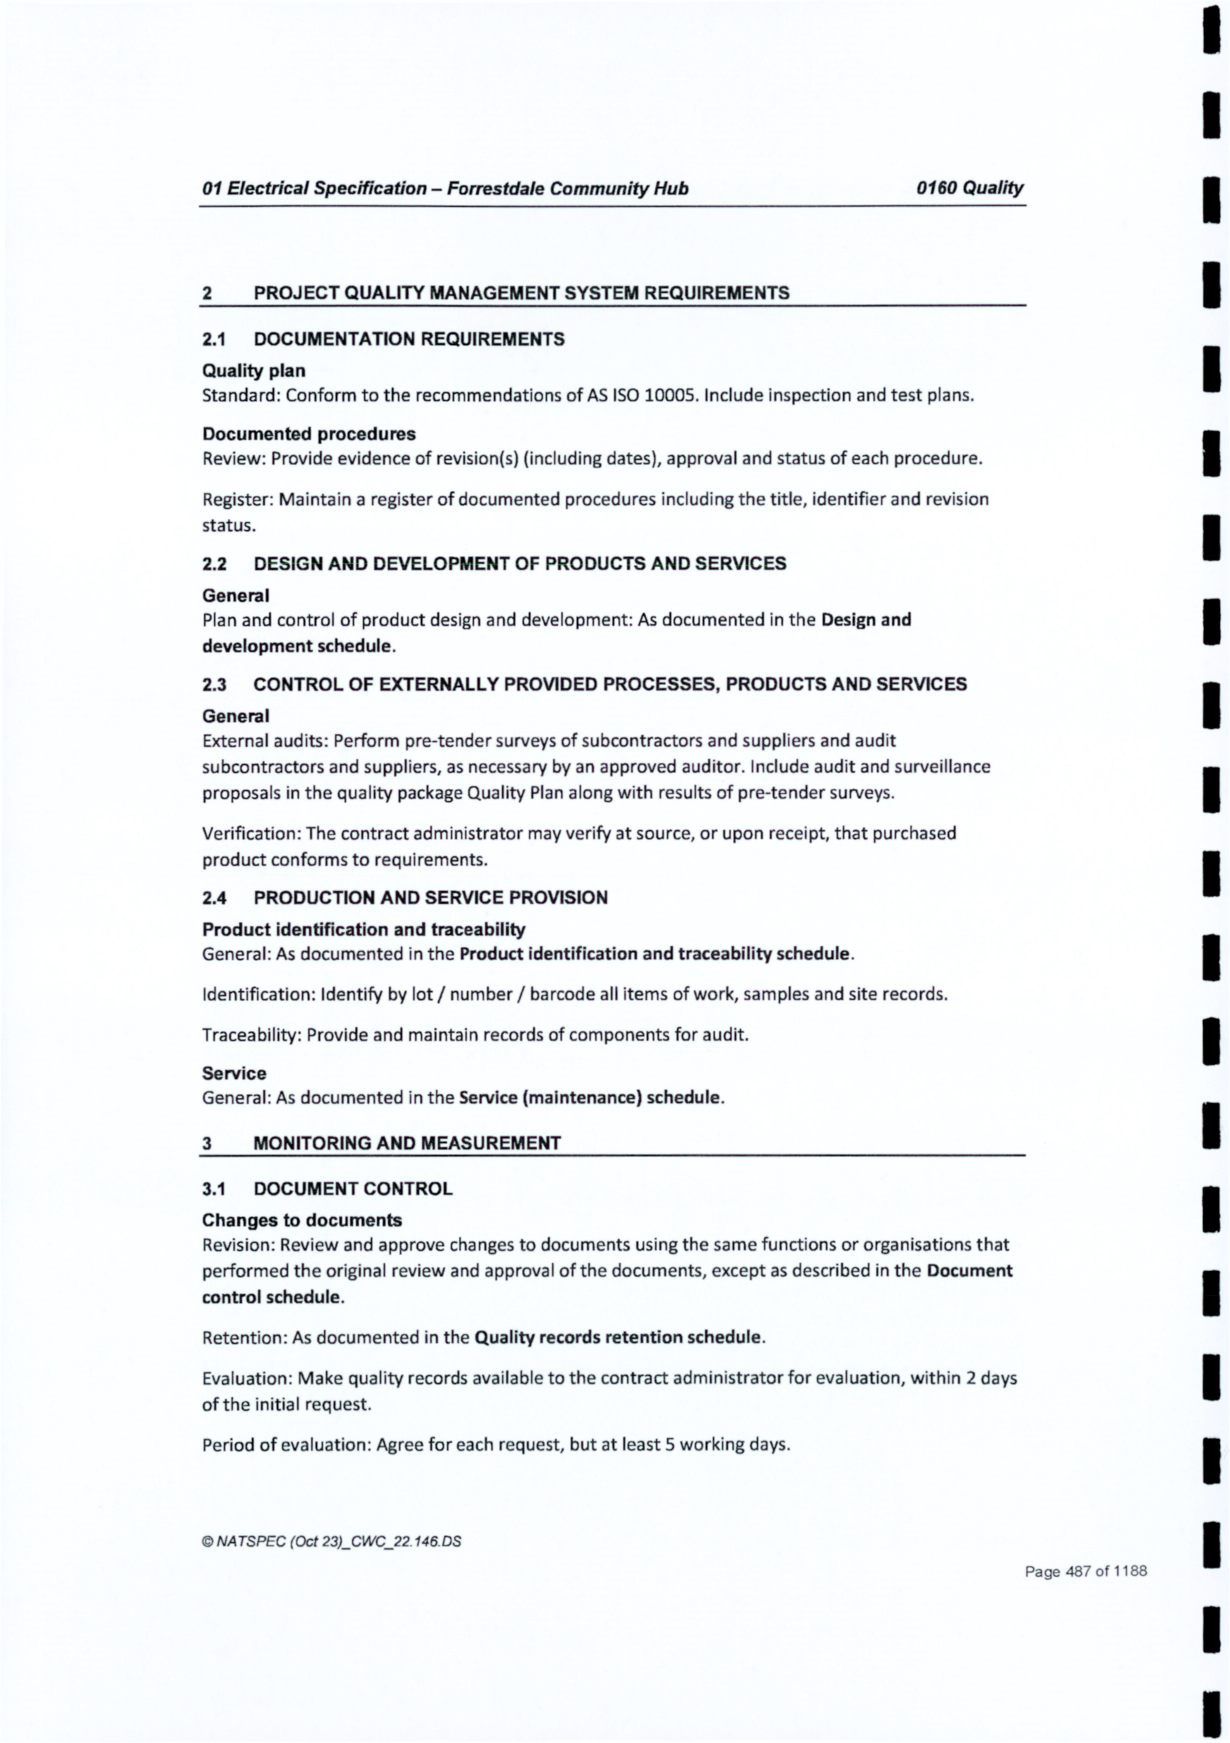 01 Electrical Specification – Forrestdale Community Hub 0160 Quality
2 PROJECT QUALITY MANAGEMENT SYSTEM REQUIREMENTS
2.1 DOCUMENTATION REQUIREMENTS
Quality plan
Standard: Conform to the recommendations of AS ISO 10005. Include inspection and test plans.
Documented procedures
Review: Provide evidence of revision(s) (including dates), approval and status of each procedure.
Register: Maintain a register of documented procedures including the title, identifier and revision
status.
2.2 DESIGN AND DEVELOPMENT OF PRODUCTS AND SERVICES
General
Plan and control of product design and development: As documented in the Design and
development schedule.
2.3 CONTROL OF EXTERNALLY PROVIDED PROCESSES, PRODUCTS AND SERVICES
General
External audits: Perform pre-tender surveys of subcontractors and suppliers and audit
subcontractors and suppliers, as necessary by an approved auditor. Include audit and surveillance
proposals in the quality package Quality Plan along with results of pre-tender surveys.
Verification: The contract administrator may verify at source, or upon receipt, that purchased
product conforms to requirements.
2.4 PRODUCTION AND SERVICE PROVISION
Product identification and traceability
General: As documented in the Product identification and traceability schedule.
Identification: Identify by lot / number / barcode all items of work, samples and site records.
Traceability: Provide and maintain records of components for audit.
Service
General: As documented in the Service (maintenance) schedule.
3 MONITORING AND MEASUREMENT
3.1 DOCUMENT CONTROL
Changes to documents
Revision: Review and approve changes to documents using the same functions or organisations that
performed the original review and approval of the documents, except as described in the Document
control schedule.
Retention: As documented in the Quality records retention schedule.
Evaluation: Make quality records available to the contract administrator for evaluation, within 2 days
of the initial request.
Period of evaluation: Agree for each request, but at least 5 working days.
© NATSPEC (Oct 23)_CWC_22.146.DS
Page 487 of 1188